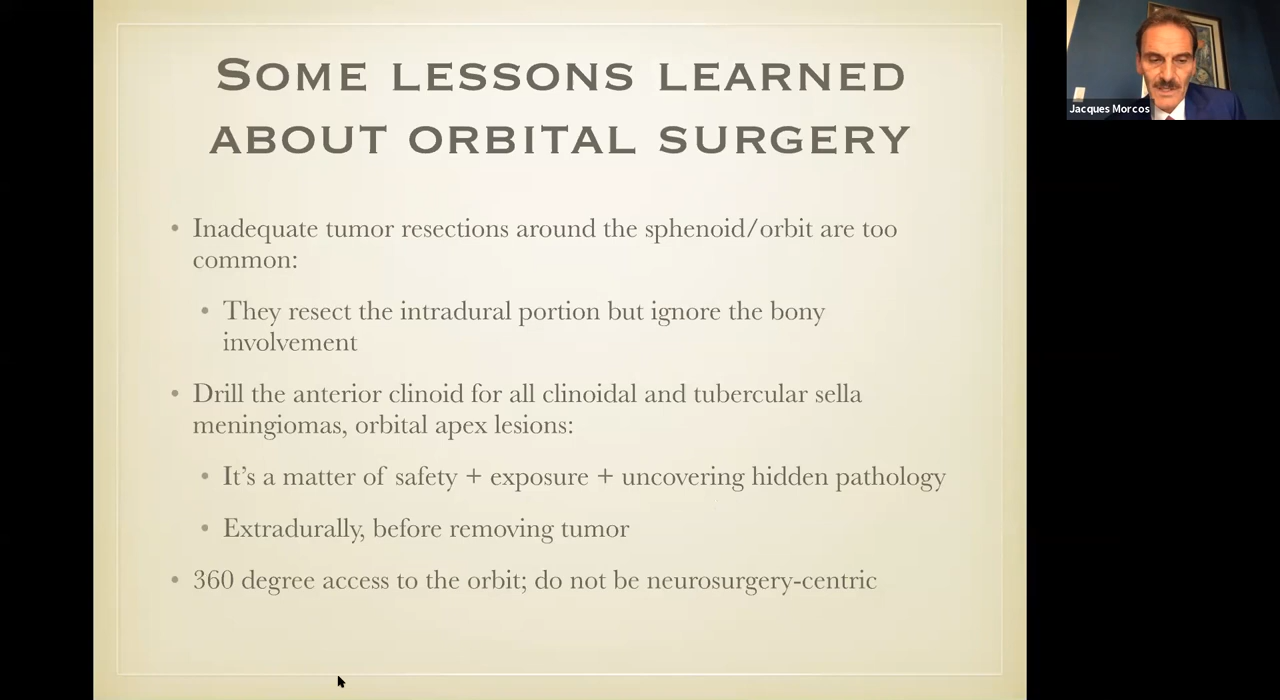 SOME LESSONS LEARNED
ABOUT ORBITAL SURGERY
• Inadequate tumor resections around the sphenoid/orbit are too
common:
• They resect the intradural portion but ignore the bony
involvement
• Drill the anterior clinoid for all clinoidal and tubercular sella
meningiomas, orbital apex lesions:
• It’s a matter of safety + exposure + uncovering hidden pathology
• Extradurally, before removing tumor
• 360 degree access to the orbit; do not be neurosurgery-centric
Jacques Morcos